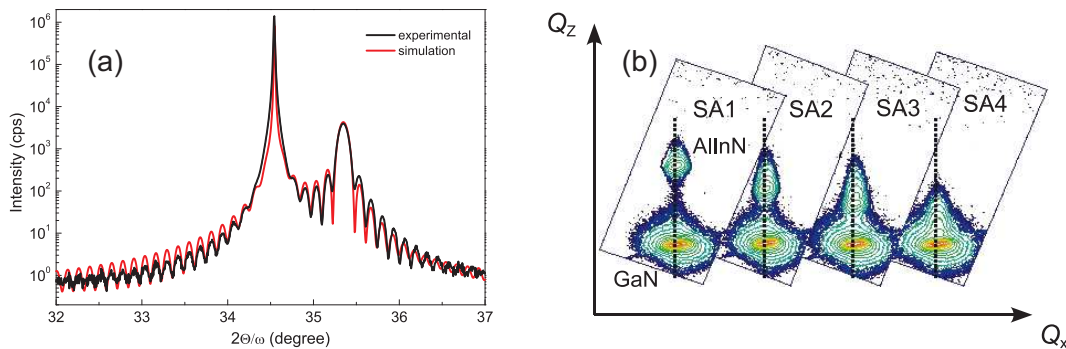 (a)
experimental
simulation
Intensity (cps)
10^6
10^5
10^4
10^3
10^2
10^1
10^0
32 33 34 35 36 37
2Θ/ω (degree)
(b)
Q_Z
SA1 SA2 SA3 SA4
AlInN
GaN
Q_x